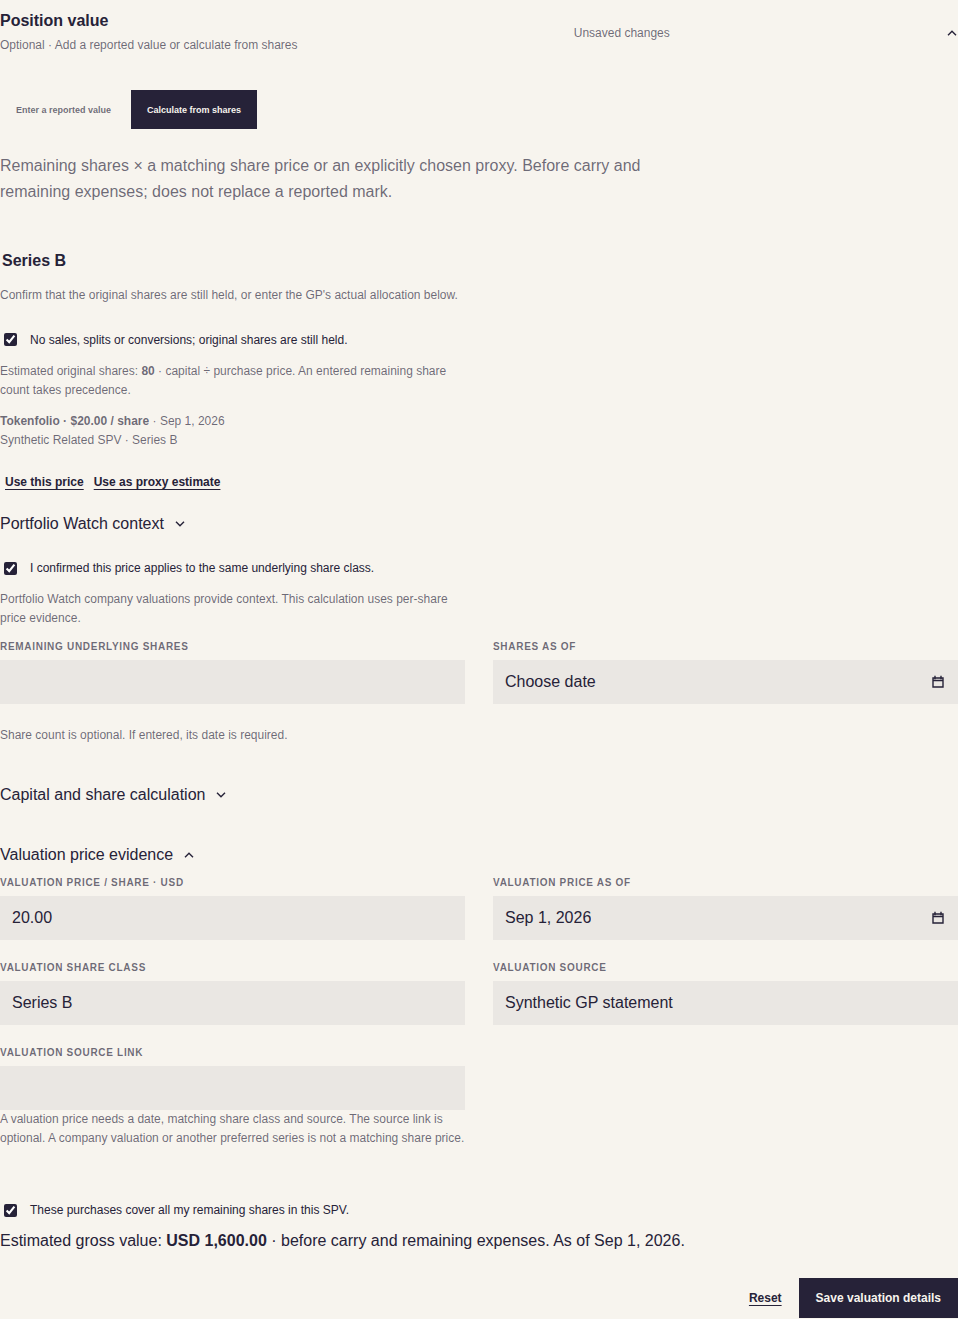 Position value
Optional · Add a reported value or calculate from shares
Unsaved changes
Enter a reported value
Calculate from shares
Remaining shares × a matching share price or an explicitly chosen proxy. Before carry and
remaining expenses; does not replace a reported mark.
Series B
Confirm that the original shares are still held, or enter the GP's actual allocation below.
No sales, splits or conversions; original shares are still held.
Estimated original shares: 80 · capital ÷ purchase price. An entered remaining share
count takes precedence.
Tokenfolio · $20.00 / share · Sep 1, 2026
Synthetic Related SPV · Series B
Use this price Use as proxy estimate
Portfolio Watch context
I confirmed this price applies to the same underlying share class.
Portfolio Watch company valuations provide context. This calculation uses per-share
price evidence.
REMAINING UNDERLYING SHARES
SHARES AS OF
Choose date
Share count is optional. If entered, its date is required.
Capital and share calculation
Valuation price evidence
VALUATION PRICE / SHARE · USD
20.00
VALUATION PRICE AS OF
Sep 1, 2026
VALUATION SHARE CLASS
Series B
VALUATION SOURCE
Synthetic GP statement
VALUATION SOURCE LINK
A valuation price needs a date, matching share class and source. The source link is
optional. A company valuation or another preferred series is not a matching share price.
These purchases cover all my remaining shares in this SPV.
Estimated gross value: USD 1,600.00 · before carry and remaining expenses. As of Sep 1, 2026.
Reset
Save valuation details